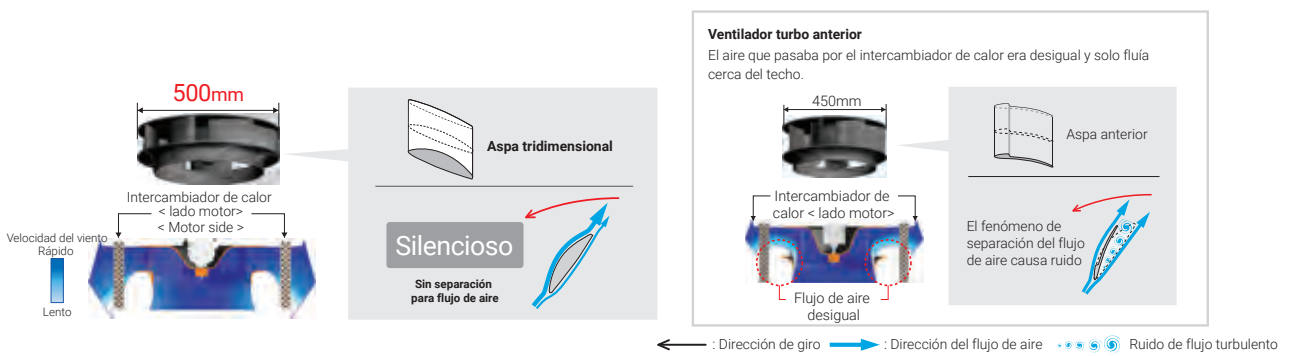 500mm
Aspa tridimensional
Intercambiador de calor
< lado motor>
< Motor side >
Velocidad del viento
Rápido
Lento
Silencioso
Sin separación
para flujo de aire
Ventilador turbo anterior
El aire que pasaba por el intercambiador de calor era desigual y solo fluía
cerca del techo.
450mm
Aspa anterior
Intercambiador de
calor < lado motor>
El fenómeno de
separación del flujo
de aire causa ruido
Flujo de aire
desigual
: Dirección de giro
: Dirección del flujo de aire
Ruido de flujo turbulento